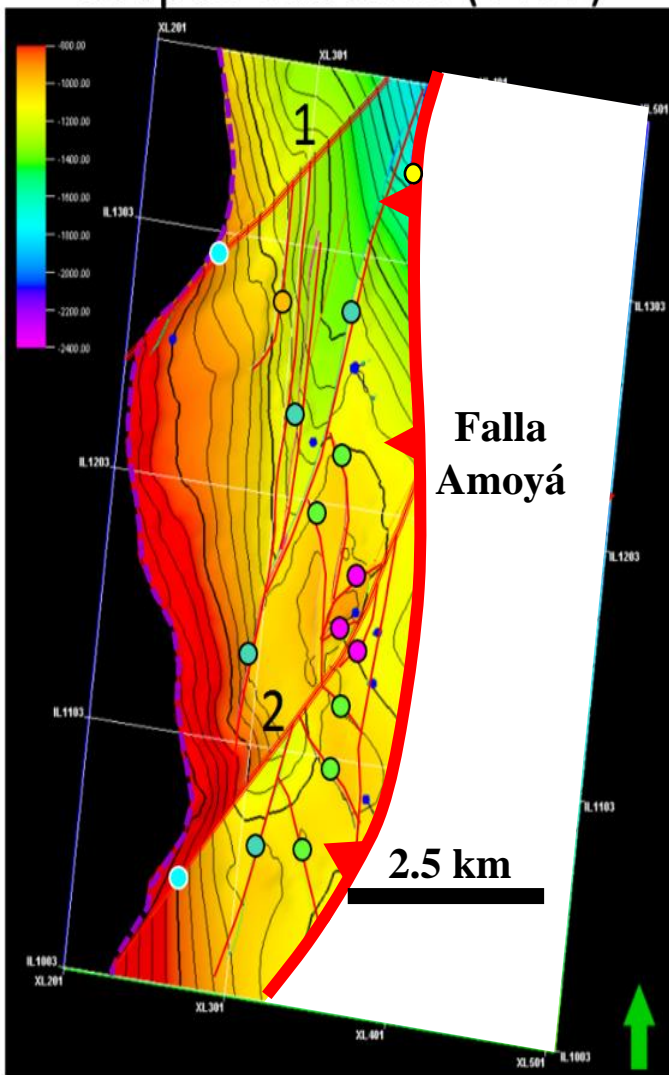 XL201
XL301
XL501
-800.00
-1000.00
-1200.00
-1400.00
-1600.00
-1800.00
-2000.00
-2200.00
-2400.00
1
IL1303
IL1303
Falla
Amoyá
IL1203
IL1203
2
IL1103
IL1103
2.5 km
IL1003
XL201
XL301
XL401
XL501
IL1003